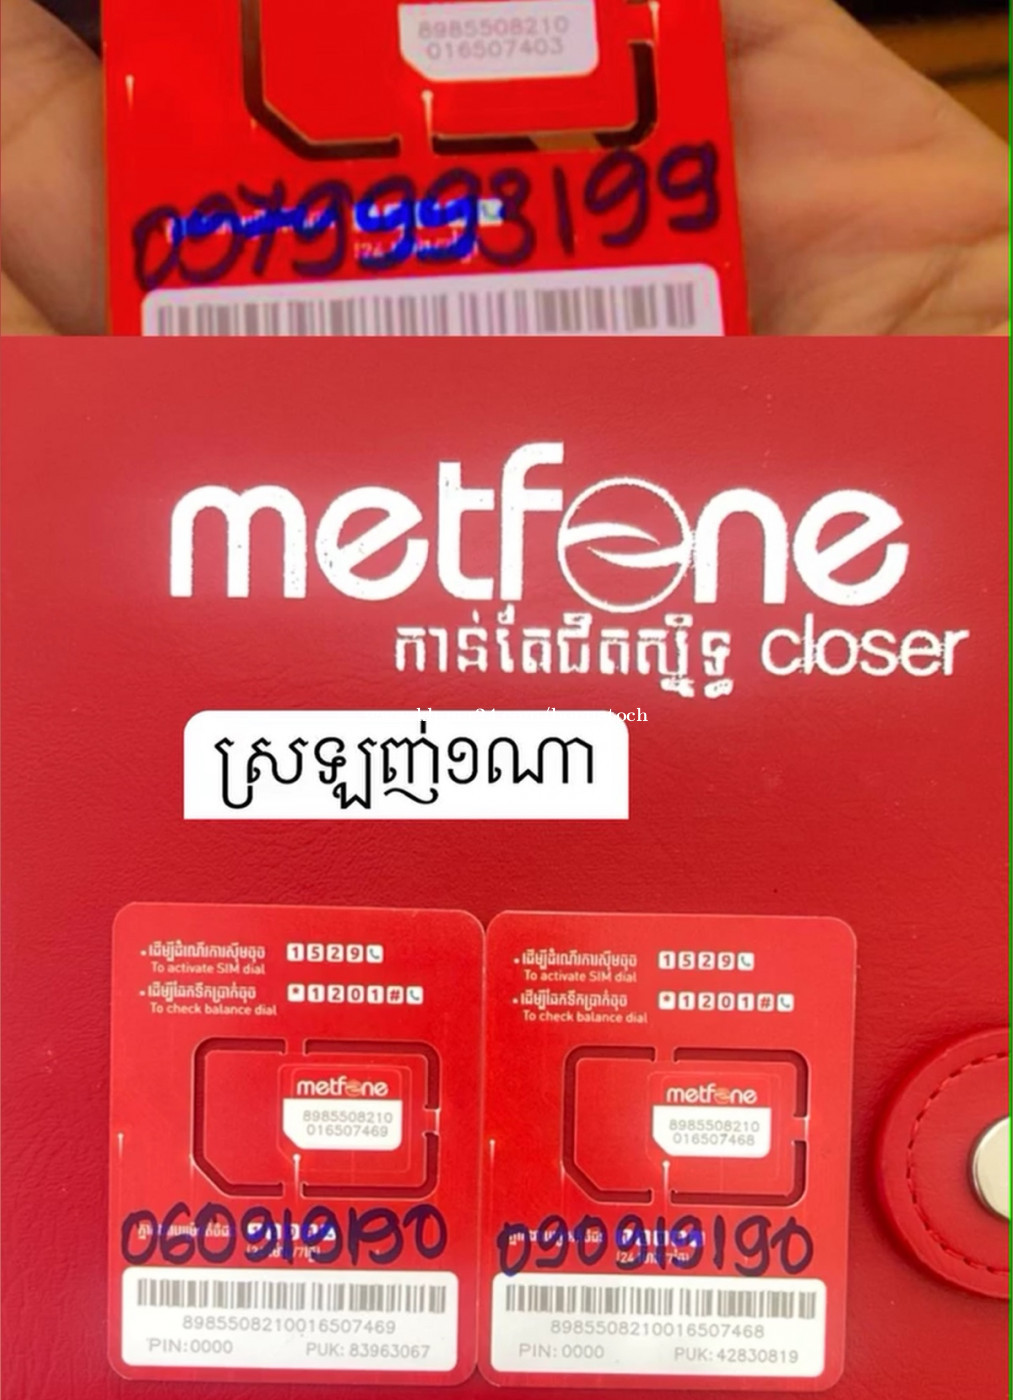 8985508210
016507403
0979993199
metfone
កាន់តែជិតស្និទ្ធ closer
ស្រឡាញ់១ណា
ដើម្បីដំណើរការស៊ីមចុច 1529
To activate SIM dial
ដើម្បីឆែកទឹកប្រាក់ចុច *1201#
To check balance dial
metfone
8985508210
016507469
060919190
8985508210016507469
PIN:0000 PUK: 83963067
ដើម្បីដំណើរការស៊ីមចុច 1529
To activate SIM dial
ដើម្បីឆែកទឹកប្រាក់ចុច *1201#
To check balance dial
metfone
8985508210
016507468
090919190
8985508210016507468
PIN:0000 PUK: 42830819